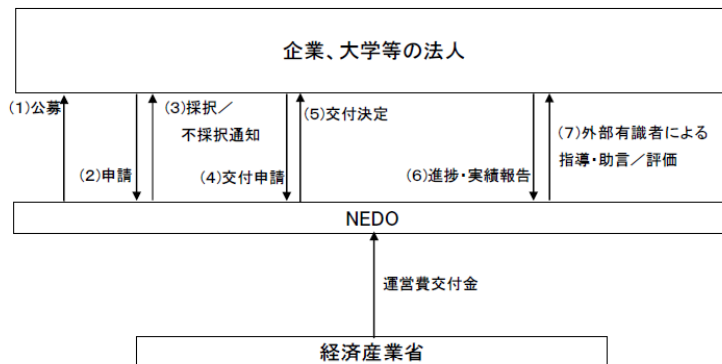 企業、大学等の法人
(1)公募
(3)採択／
不採択通知
(5)交付決定
(7)外部有識者による
指導・助言／評価
(2)申請
(4)交付申請
(6)進捗・実績報告
NEDO
運営費交付金
経済産業省